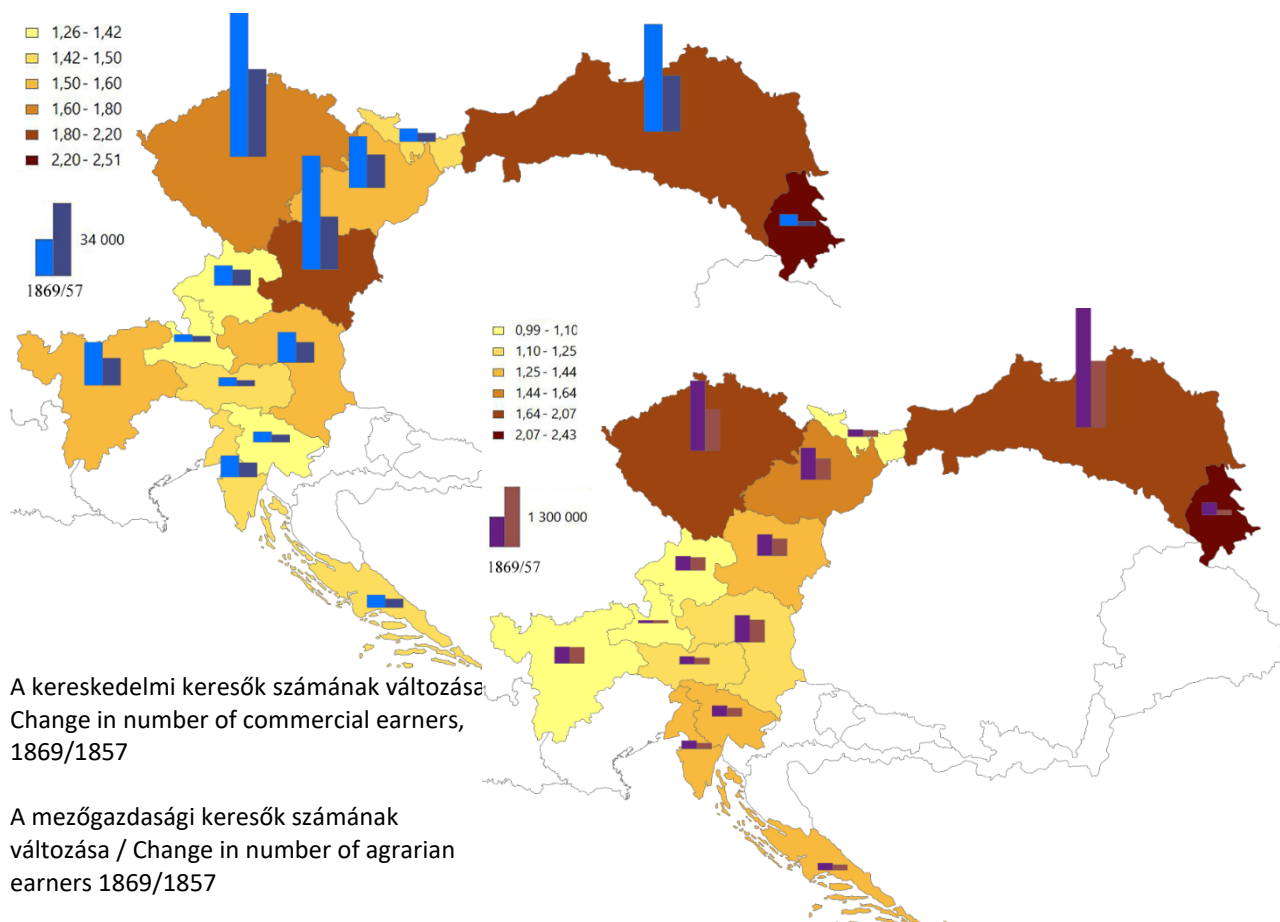 1,26 - 1,42
1,42 - 1,50
1,50 - 1,60
1,60 - 1,80
1,80 - 2,20
2,20 - 2,51
34 000
1869/57
0,99 - 1,10
1,10 - 1,25
1,25 - 1,44
1,44 - 1,64
1,64 - 2,07
2,07 - 2,43
1 300 000
1869/57
A kereskedelmi keresők számának változása
Change in number of commercial earners,
1869/1857
A mezőgazdasági keresők számának
változása / Change in number of agrarian
earners 1869/1857